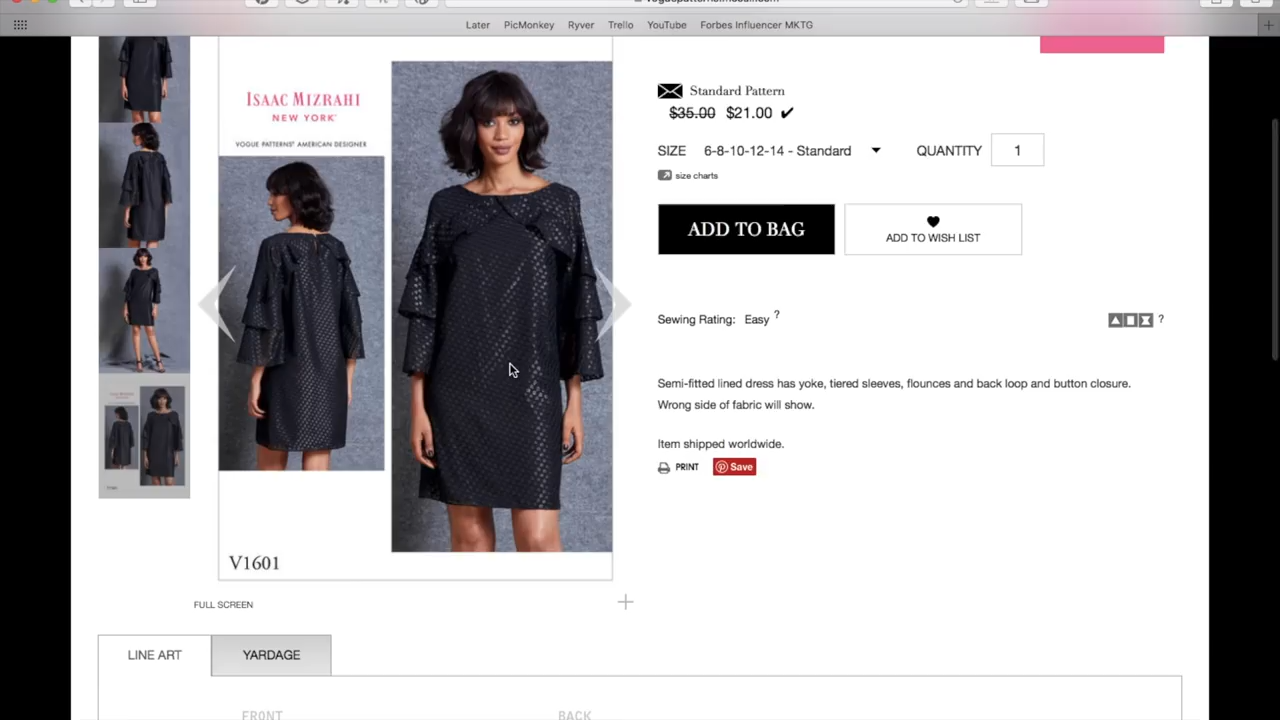 Later PicMonkey Ryver Trello YouTube Forbes Influencer MKTG
ISAAC MIZRAHI
NEW YORK
VOGUE PATTERNS® AMERICAN DESIGNER
V1601
FULL SCREEN
Standard Pattern
$35.00 $21.00 ✔
SIZE 6-8-10-12-14 - Standard QUANTITY 1
size charts
ADD TO BAG
ADD TO WISH LIST
Sewing Rating: Easy ?
?
Semi-fitted lined dress has yoke, tiered sleeves, flounces and back loop and button closure.
Wrong side of fabric will show.
Item shipped worldwide.
PRINT Save
LINE ART YARDAGE
FRONT BACK